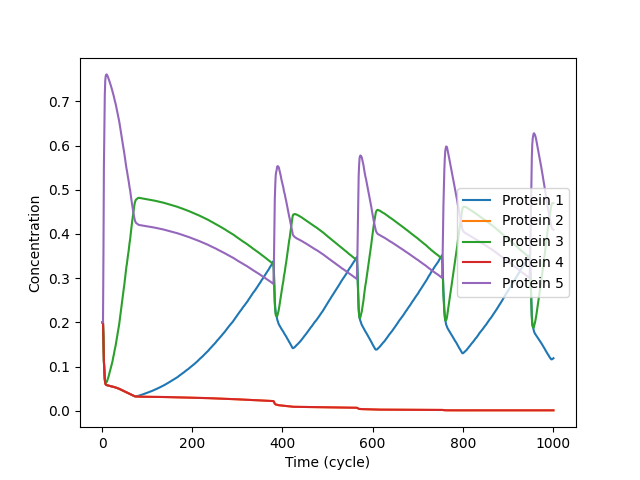 0.7
0.6
0.5
0.4
0.3
0.2
0.1
0.0
Concentration
0
200
400
600
800
1000
Time (cycle)
Protein 1
Protein 2
Protein 3
Protein 4
Protein 5